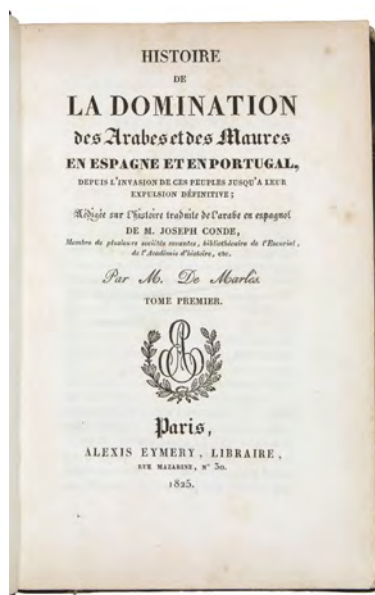 HISTOIRE
DE
LA DOMINATION
des Arabes et des Maures
EN ESPAGNE ET EN PORTUGAL,
DEPUIS L'INVASION DE CES PEUPLES JUSQU'A LEUR
EXPULSION DÉFINITIVE;
Rédigée sur l'histoire traduite de l'arabe en espagnol
DE M. JOSEPH CONDE,
Membre de plusieurs sociétés savantes, bibliothécaire de l'Escurial,
de l'Académie d'histoire, etc.
Par M. De Marlès.
TOME PREMIER.
AE
Paris,
ALEXIS EYMERY, LIBRAIRE,
RUE MAZARINE, N° 30.
1825.